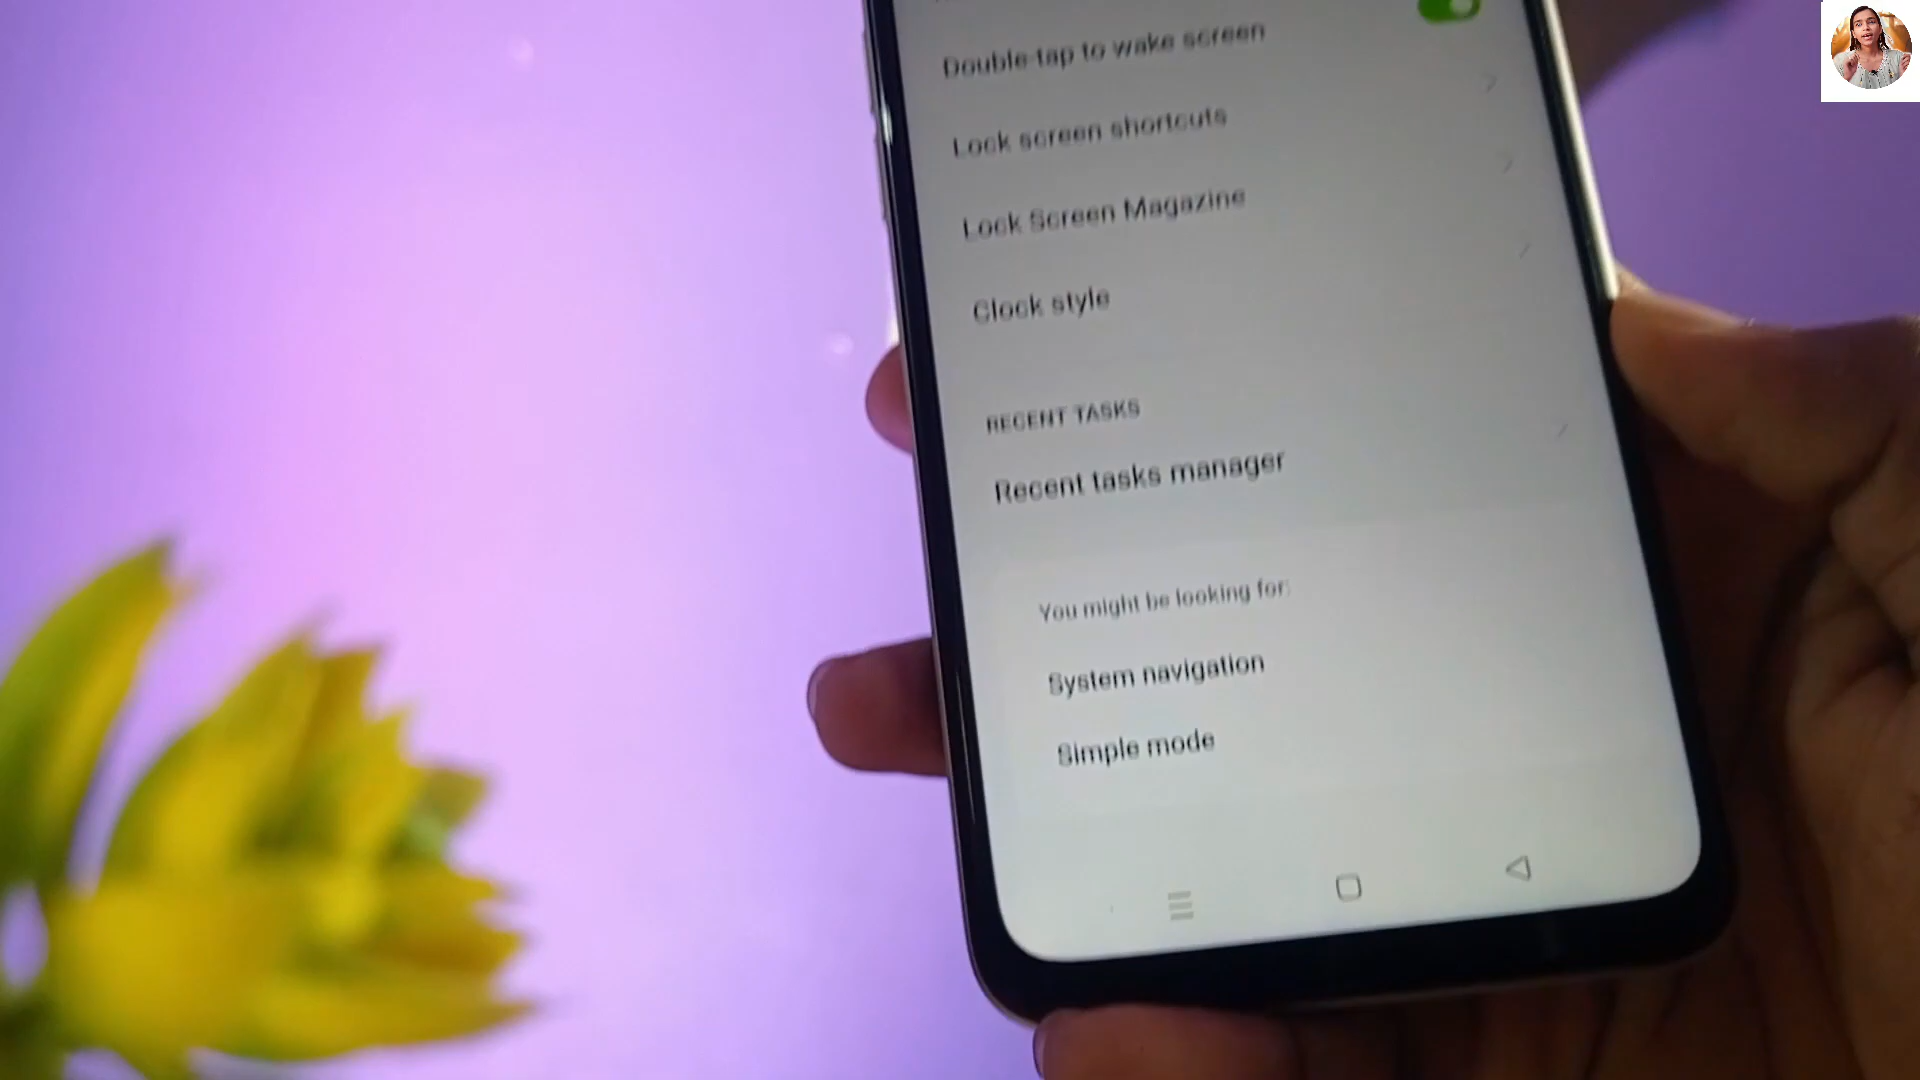 Double-tap to wake screen
Lock screen shortcuts
Lock Screen Magazine
Clock style
RECENT TASKS
Recent tasks manager
You might be looking for:
System navigation
Simple mode